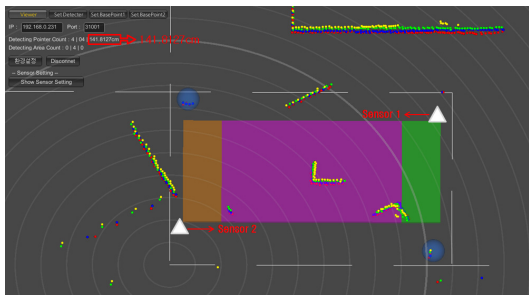 Viewer Set Detecter Set BasePoint1 Set BasePoint2
IP : 192.168.0.231 Port : 31001
Detecting Pointer Count : 4 | 04 | 141.8127cm
Detecting Area Count : 0 | 4 | 0
환경설정 Disconnet
-- Sensor Setting --
Show Sensor Setting
Sensor 1
Sensor 2